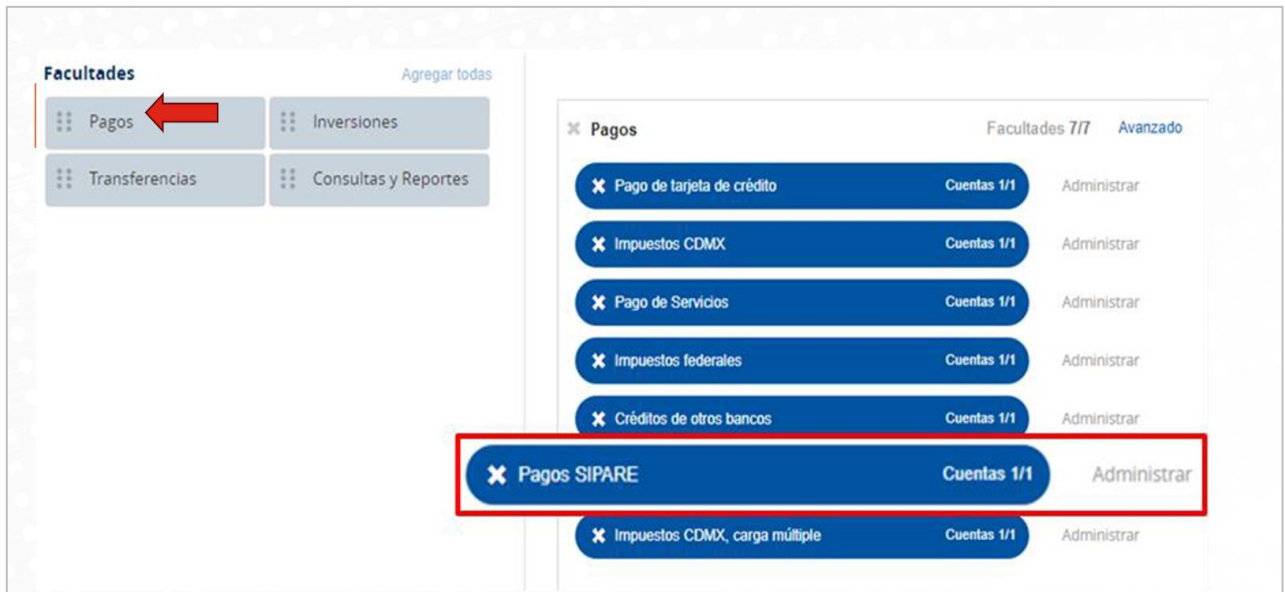 Facultades Agregar todas
Pagos Inversiones
Transferencias Consultas y Reportes
Pagos Facultades 7/7 Avanzado
Pago de tarjeta de crédito Cuentas 1/1 Administrar
Impuestos CDMX Cuentas 1/1 Administrar
Pago de Servicios Cuentas 1/1 Administrar
Impuestos federales Cuentas 1/1 Administrar
Créditos de otros bancos Cuentas 1/1 Administrar
Pagos SIPARE Cuentas 1/1 Administrar
Impuestos CDMX, carga múltiple Cuentas 1/1 Administrar